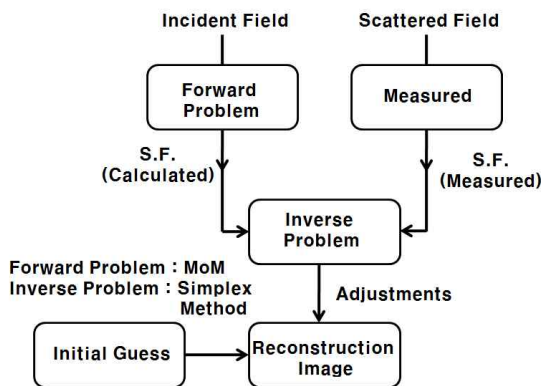 Incident Field
Scattered Field
Forward
Problem
Measured
S.F.
(Calculated)
S.F.
(Measured)
Inverse
Problem
Forward Problem : MoM
Inverse Problem : Simplex
Method
Adjustments
Initial Guess
Reconstruction
Image